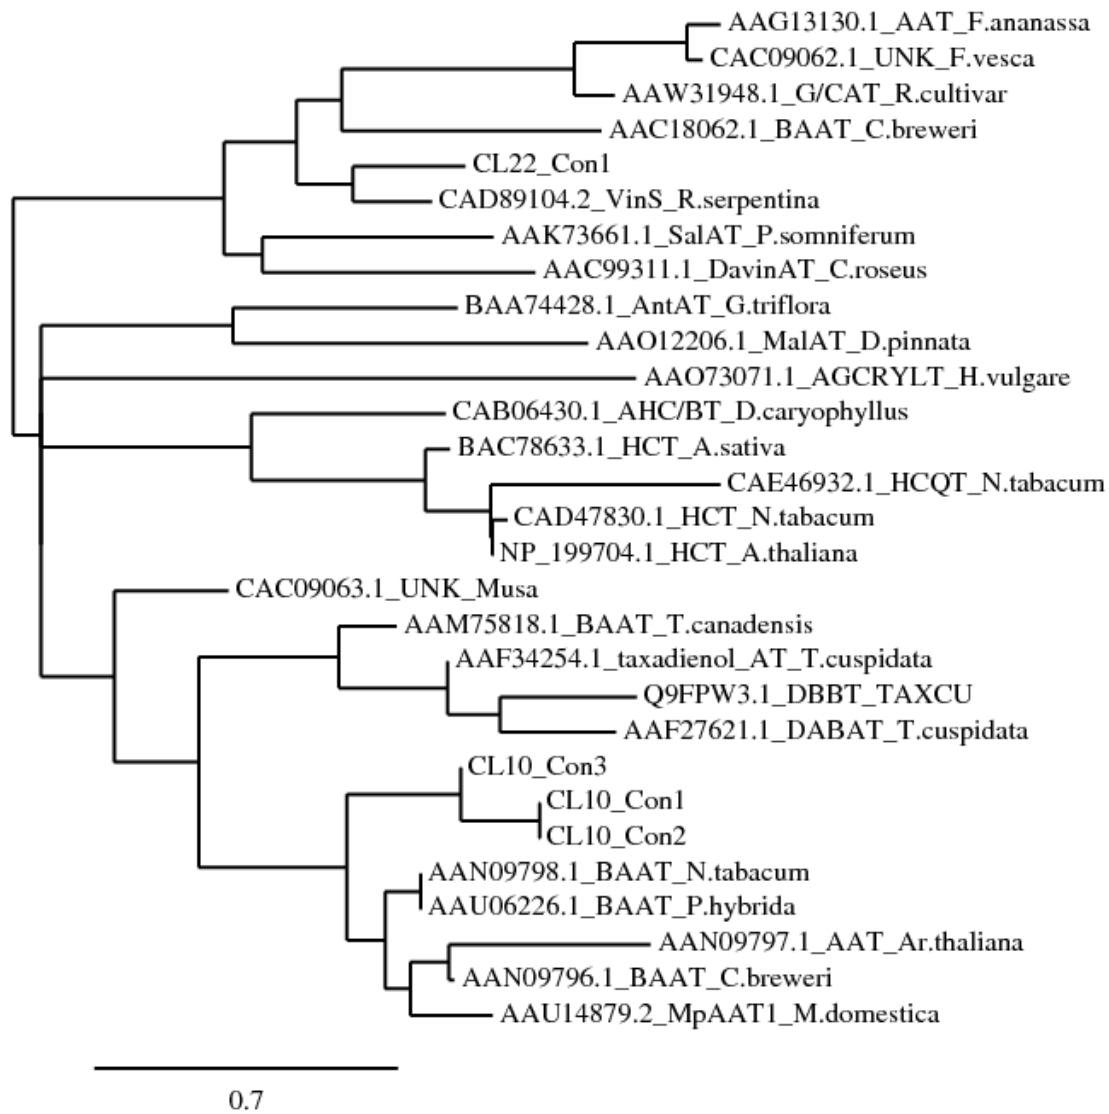 AAG13130.1_AAT_F.ananassa
CAC09062.1_UNK_F.vesca
AAW31948.1_G/CAT_R.cultivar
AAC18062.1_BAAT_C.breweri
CL22_Con1
CAD89104.2_VinS_R.serpentina
AAK73661.1_SalAT_P.somniferum
AAC99311.1_DavinAT_C.roseus
BAA74428.1_AntAT_G.triflora
AAO12206.1_MalAT_D.pinnata
AAO73071.1_AGCRYLT_H.vulgare
CAB06430.1_AHC/BT_D.caryophyllus
BAC78633.1_HCT_A.sativa
CAE46932.1_HCQT_N.tabacum
CAD47830.1_HCT_N.tabacum
NP_199704.1_HCT_A.thaliana
CAC09063.1_UNK_Musa
AAM75818.1_BAAT_T.canadensis
AAF34254.1_taxadienol_AT_T.cuspidata
Q9FPW3.1_DBBT_TAXCU
AAF27621.1_DABAT_T.cuspidata
CL10_Con3
CL10_Con1
CL10_Con2
AAN09798.1_BAAT_N.tabacum
AAU06226.1_BAAT_P.hybrida
AAN09797.1_AAT_Ar.thaliana
AAN09796.1_BAAT_C.breweri
AAU14879.2_MpAAT1_M.domestica
0.7